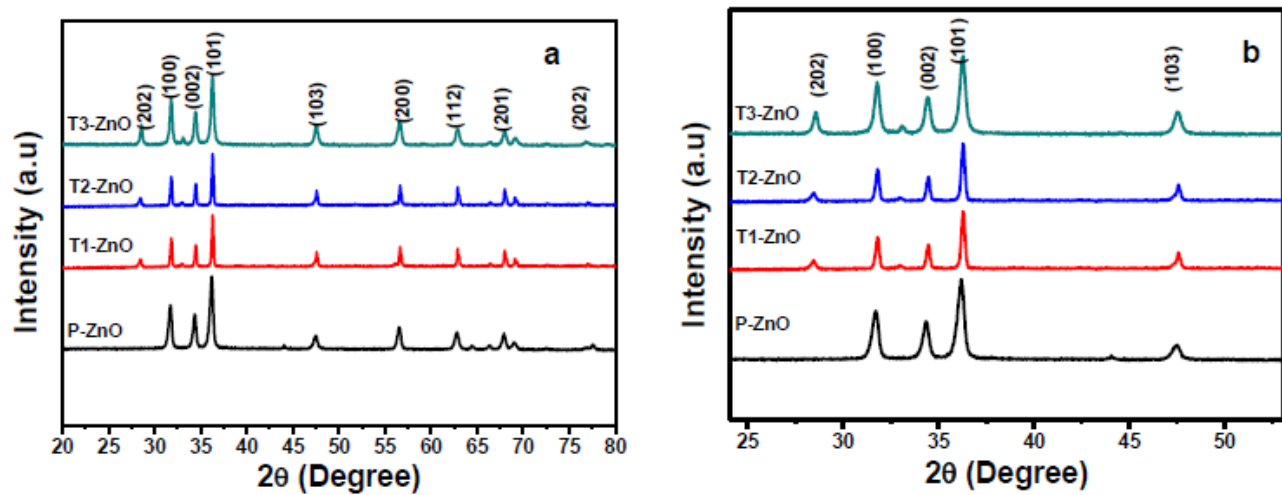 a
(202)
(100)
(002)
(101)
(103)
(200)
(112)
(201)
(202)
T3-ZnO
T2-ZnO
T1-ZnO
P-ZnO
Intensity (a.u)
20 25 30 35 40 45 50 55 60 65 70 75 80
2θ (Degree)
b
(202)
(100)
(002)
(101)
(103)
T3-ZnO
T2-ZnO
T1-ZnO
P-ZnO
Intensity (a.u)
30 35 40 45 50
2θ (Degree)